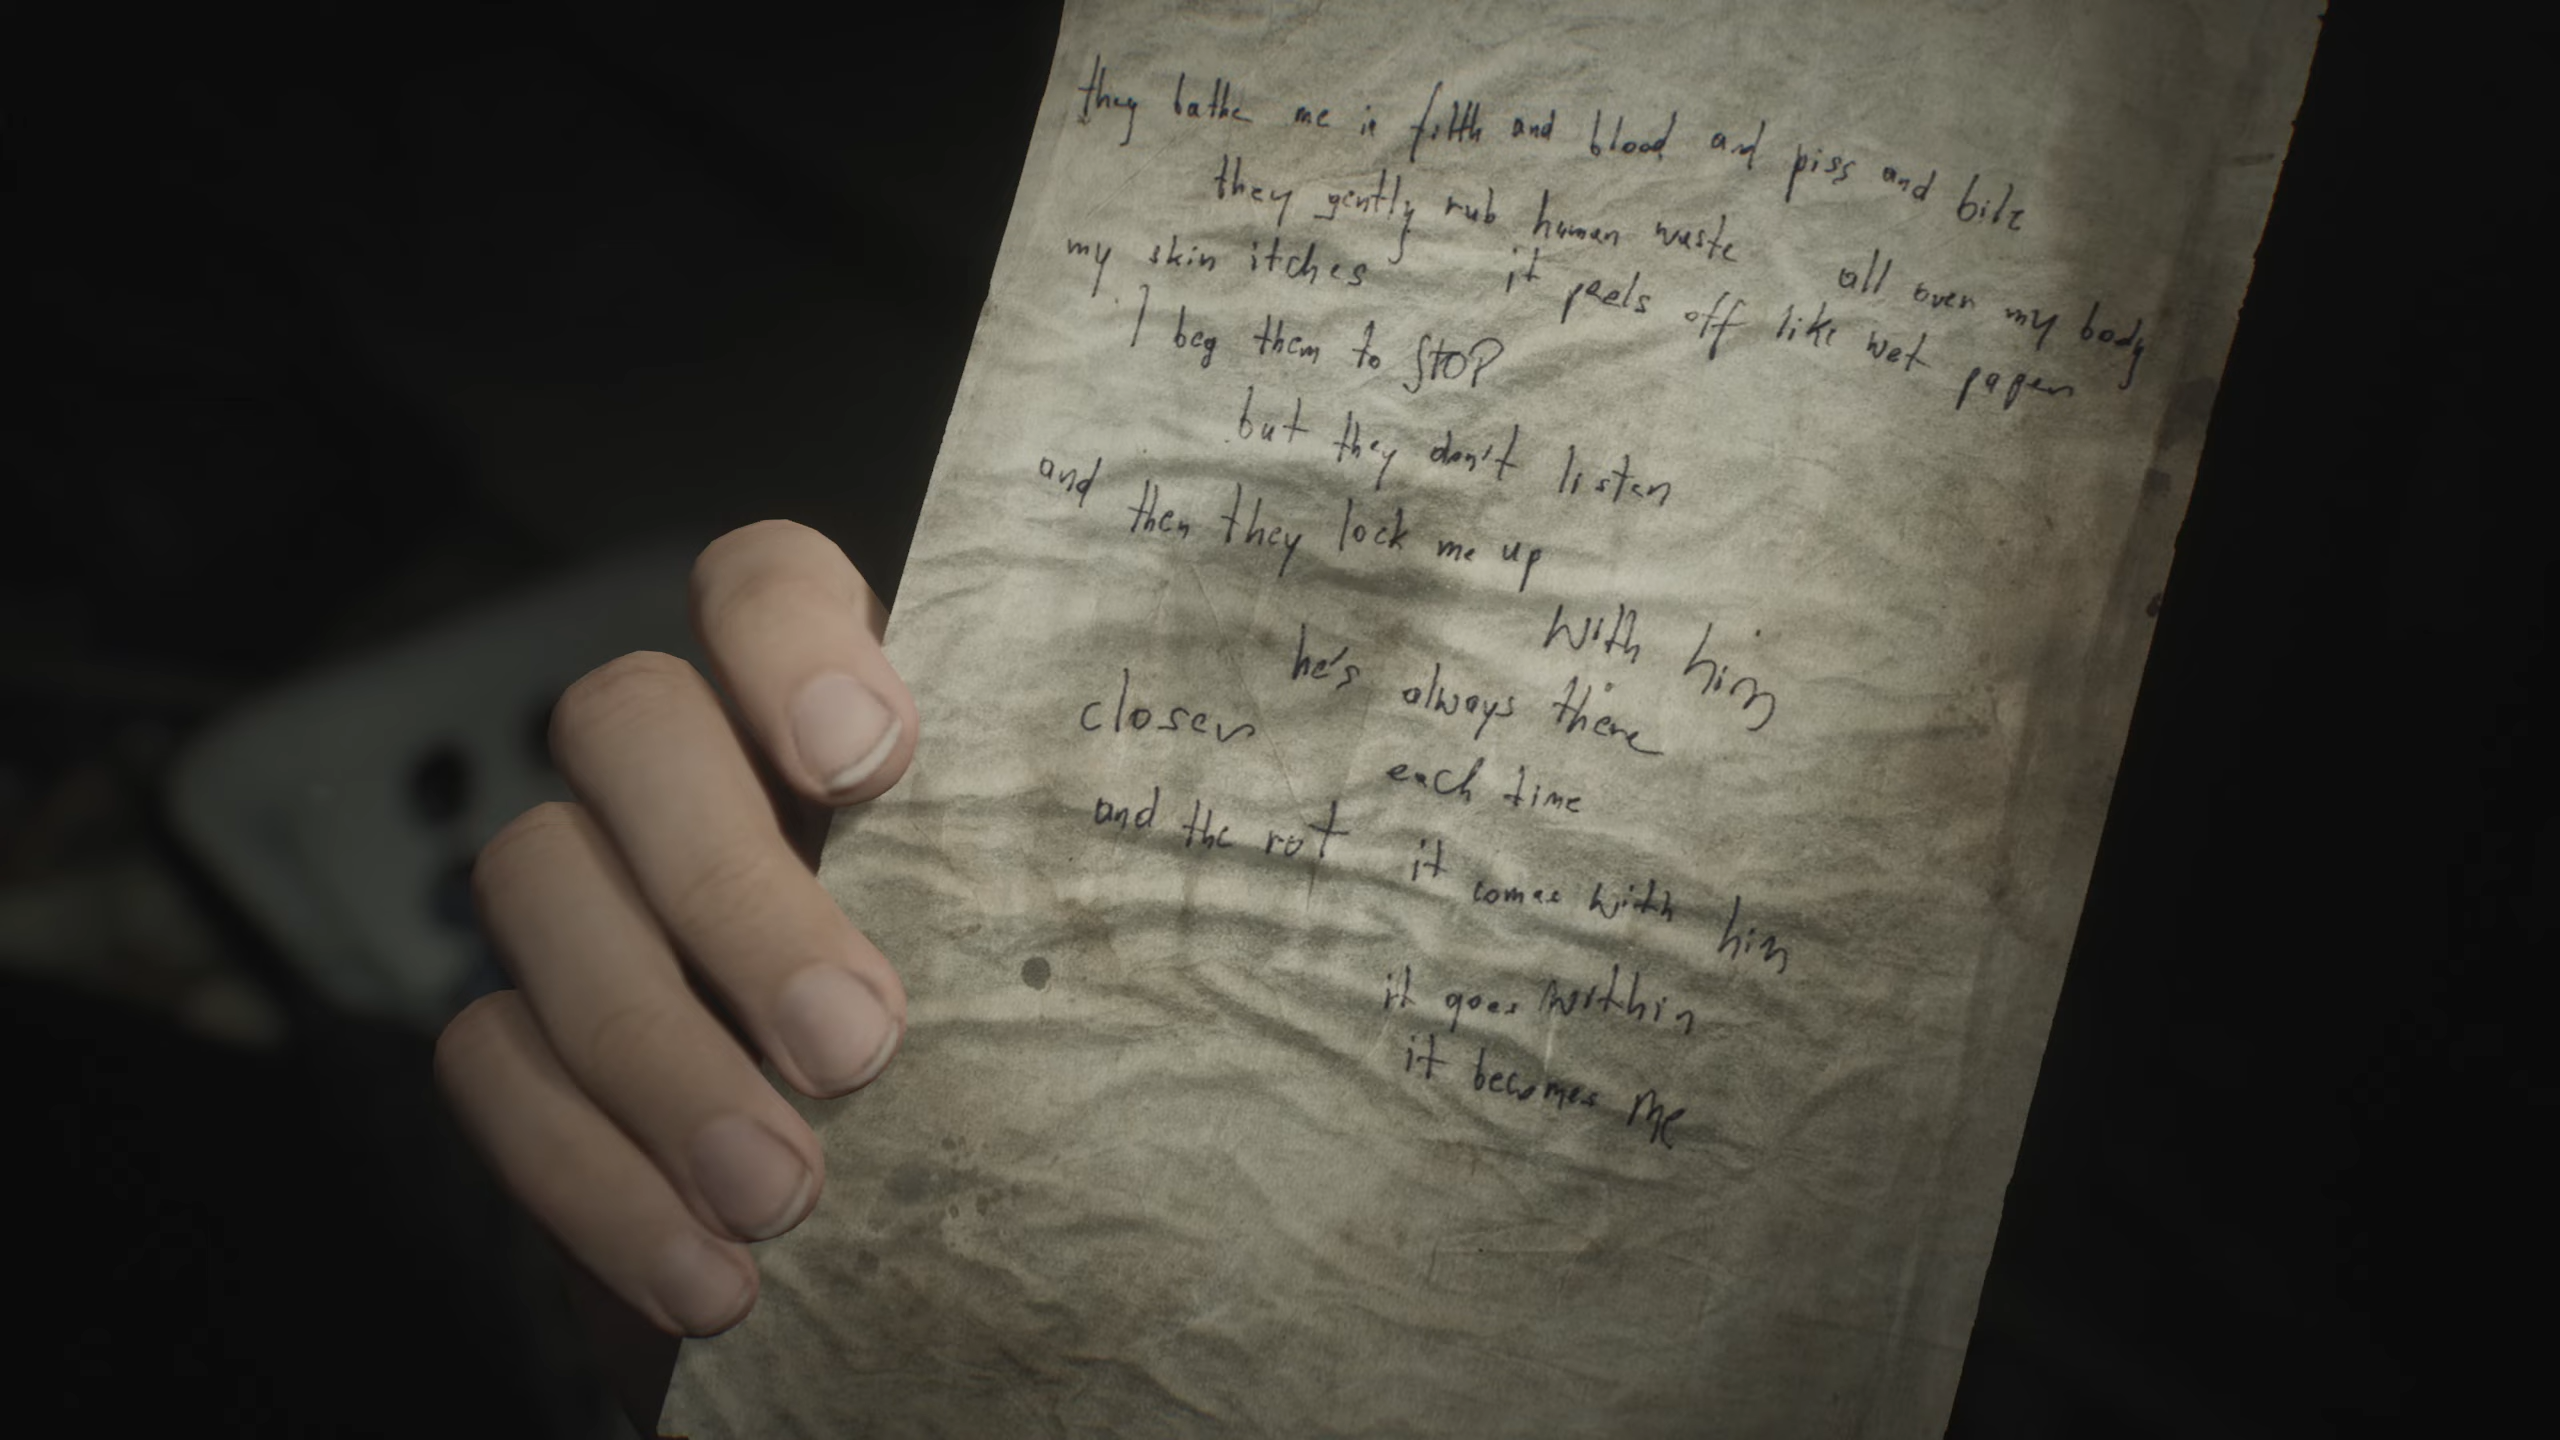 they bathe me in filth and blood and piss and bile
they gently rub human waste all over my body
my skin itches it peels off like wet paper
I beg them to STOP
but they don't listen
and then they lock me up
with him
he's always there
closer
each time
and the rot it comes with him
it goes within
it becomes me